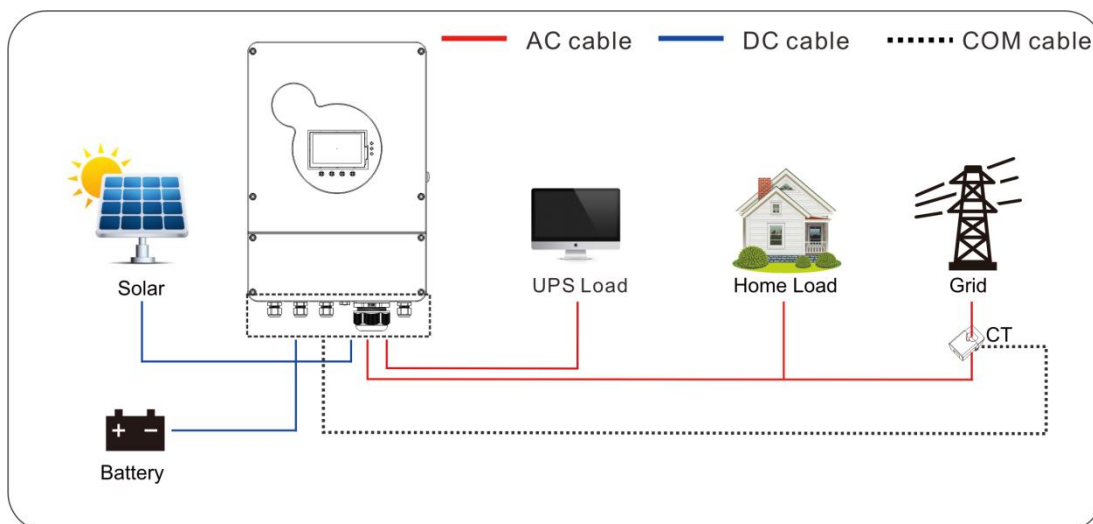 AC cable DC cable COM cable
Solar
UPS Load
Home Load
Grid
CT
+ −
Battery